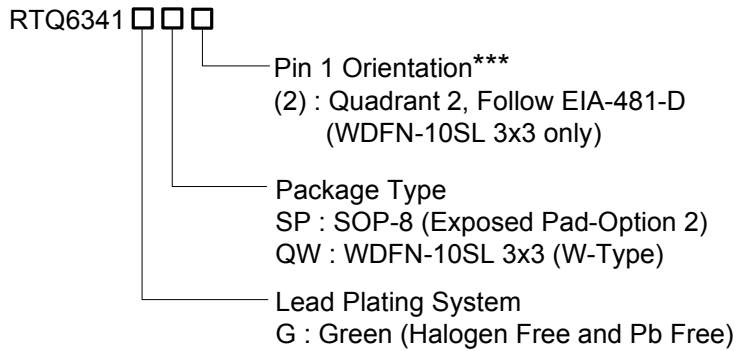 RTQ6341 □ □ □
Pin 1 Orientation***
(2) : Quadrant 2, Follow EIA-481-D
(WDFN-10SL 3x3 only)
Package Type
SP : SOP-8 (Exposed Pad-Option 2)
QW : WDFN-10SL 3x3 (W-Type)
Lead Plating System
G : Green (Halogen Free and Pb Free)